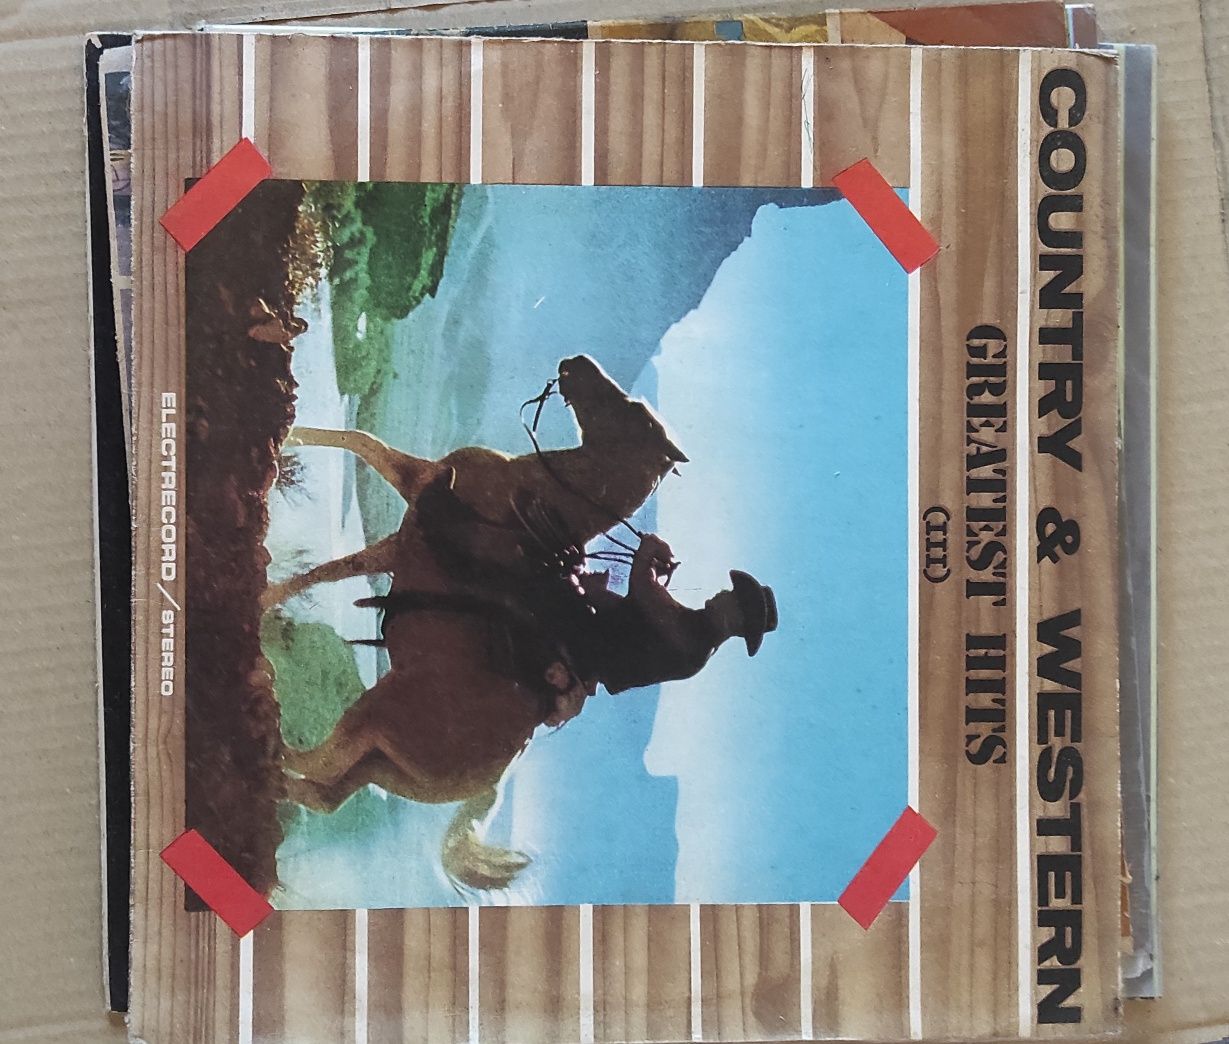 COUNTRY & WESTERN
GREATEST HITS
(III)
ELECTRECORD / STEREO